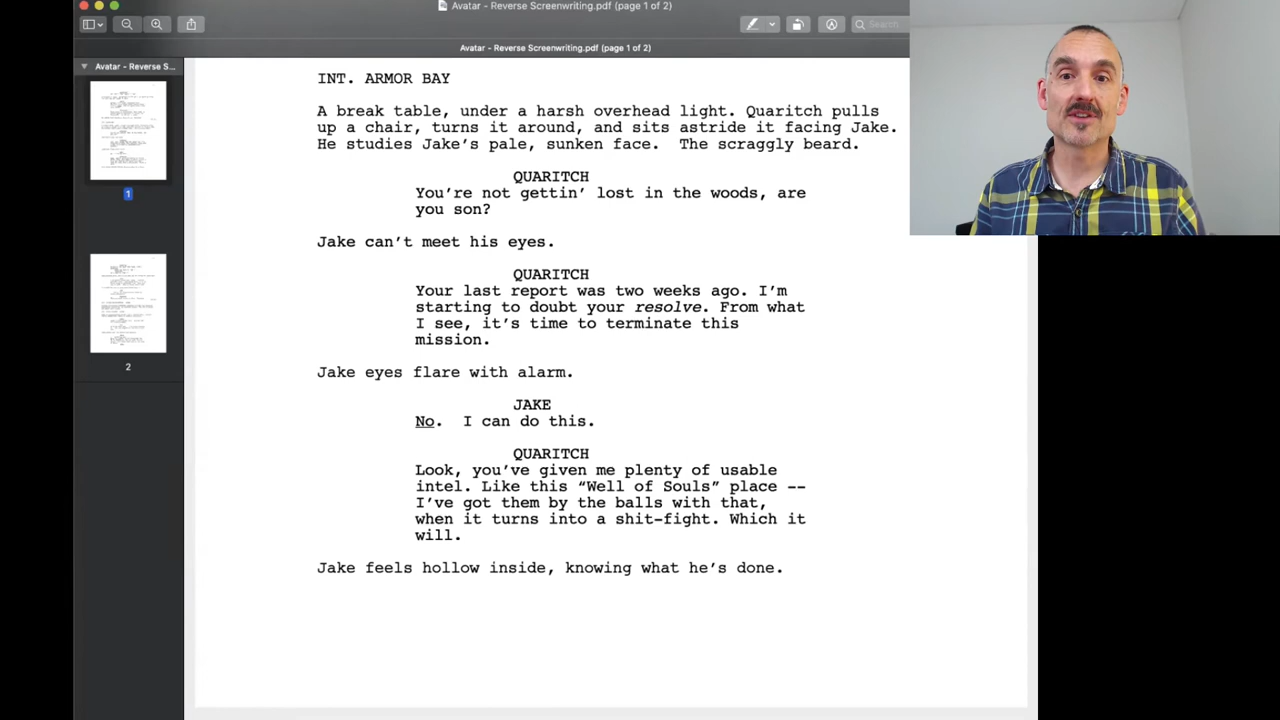 Avatar - Reverse Screenwriting.pdf (page 1 of 2)
Search
Avatar - Reverse S...
Avatar - Reverse Screenwriting.pdf (page 1 of 2)
1
2
INT. ARMOR BAY
A break table, under a harsh overhead light. Quaritch pulls
up a chair, turns it around, and sits astride it facing Jake.
He studies Jake's pale, sunken face.  The scraggly beard.
QUARITCH
You're not gettin' lost in the woods, are
you son?
Jake can't meet his eyes.
QUARITCH
Your last report was two weeks ago. I'm
starting to doubt your resolve. From what
I see, it's time to terminate this
mission.
Jake eyes flare with alarm.
JAKE
No.  I can do this.
QUARITCH
Look, you've given me plenty of usable
intel. Like this “Well of Souls” place --
I've got them by the balls with that,
when it turns into a shit-fight. Which it
will.
Jake feels hollow inside, knowing what he's done.